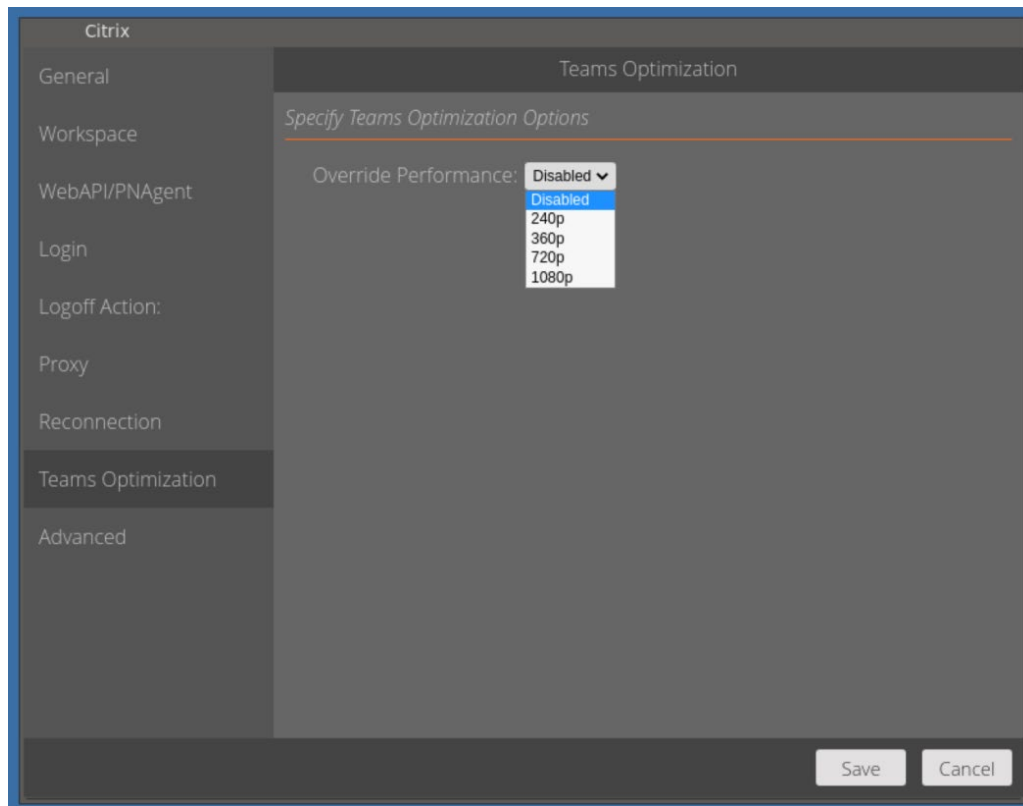 Citrix
General
Workspace
WebAPI/PNAgent
Login
Logoff Action:
Proxy
Reconnection
Teams Optimization
Advanced
Teams Optimization
Specify Teams Optimization Options
Override Performance: Disabled
Disabled
240p
360p
720p
1080p
Save Cancel